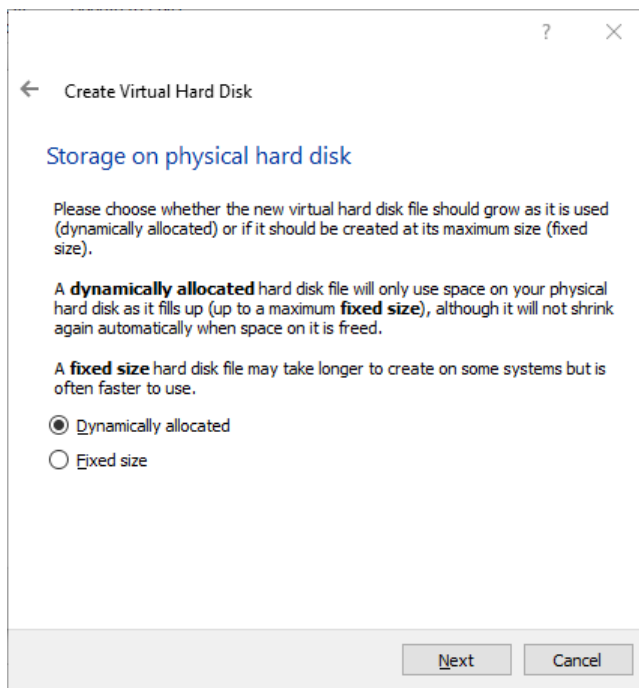 ?
Create Virtual Hard Disk
Storage on physical hard disk
Please choose whether the new virtual hard disk file should grow as it is used
(dynamically allocated) or if it should be created at its maximum size (fixed
size).
A dynamically allocated hard disk file will only use space on your physical
hard disk as it fills up (up to a maximum fixed size), although it will not shrink
again automatically when space on it is freed.
A fixed size hard disk file may take longer to create on some systems but is
often faster to use.
Dynamically allocated
Fixed size
Next Cancel